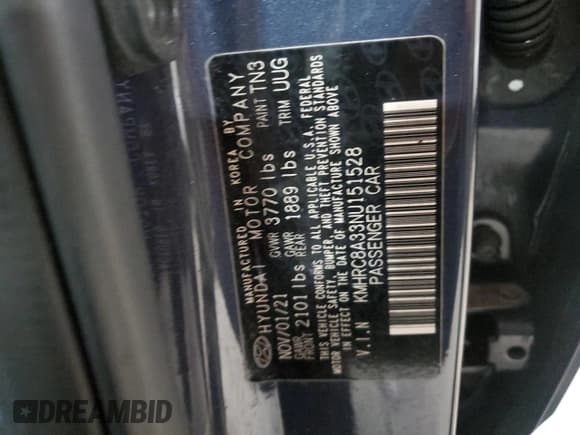 MANUFACTURED IN KOREA BY
HYUNDAI MOTOR COMPANY
NOV/01/21 GVWR 3770 lbs PAINT TN3
GAWR FRONT 2101lbs GAWR REAR 1889 lbs TRIM UUG
THIS VEHICLE CONFORMS TO ALL APPLICABLE U.S.A. FEDERAL
MOTOR VEHICLE SAFETY, BUMPER, AND THEFT PREVENTION STANDARDS
IN EFFECT ON THE DATE OF MANUFACTURE SHOWN ABOVE
V.I.N KMHRC8A33NU151528
PASSENGER CAR
DREAMBID